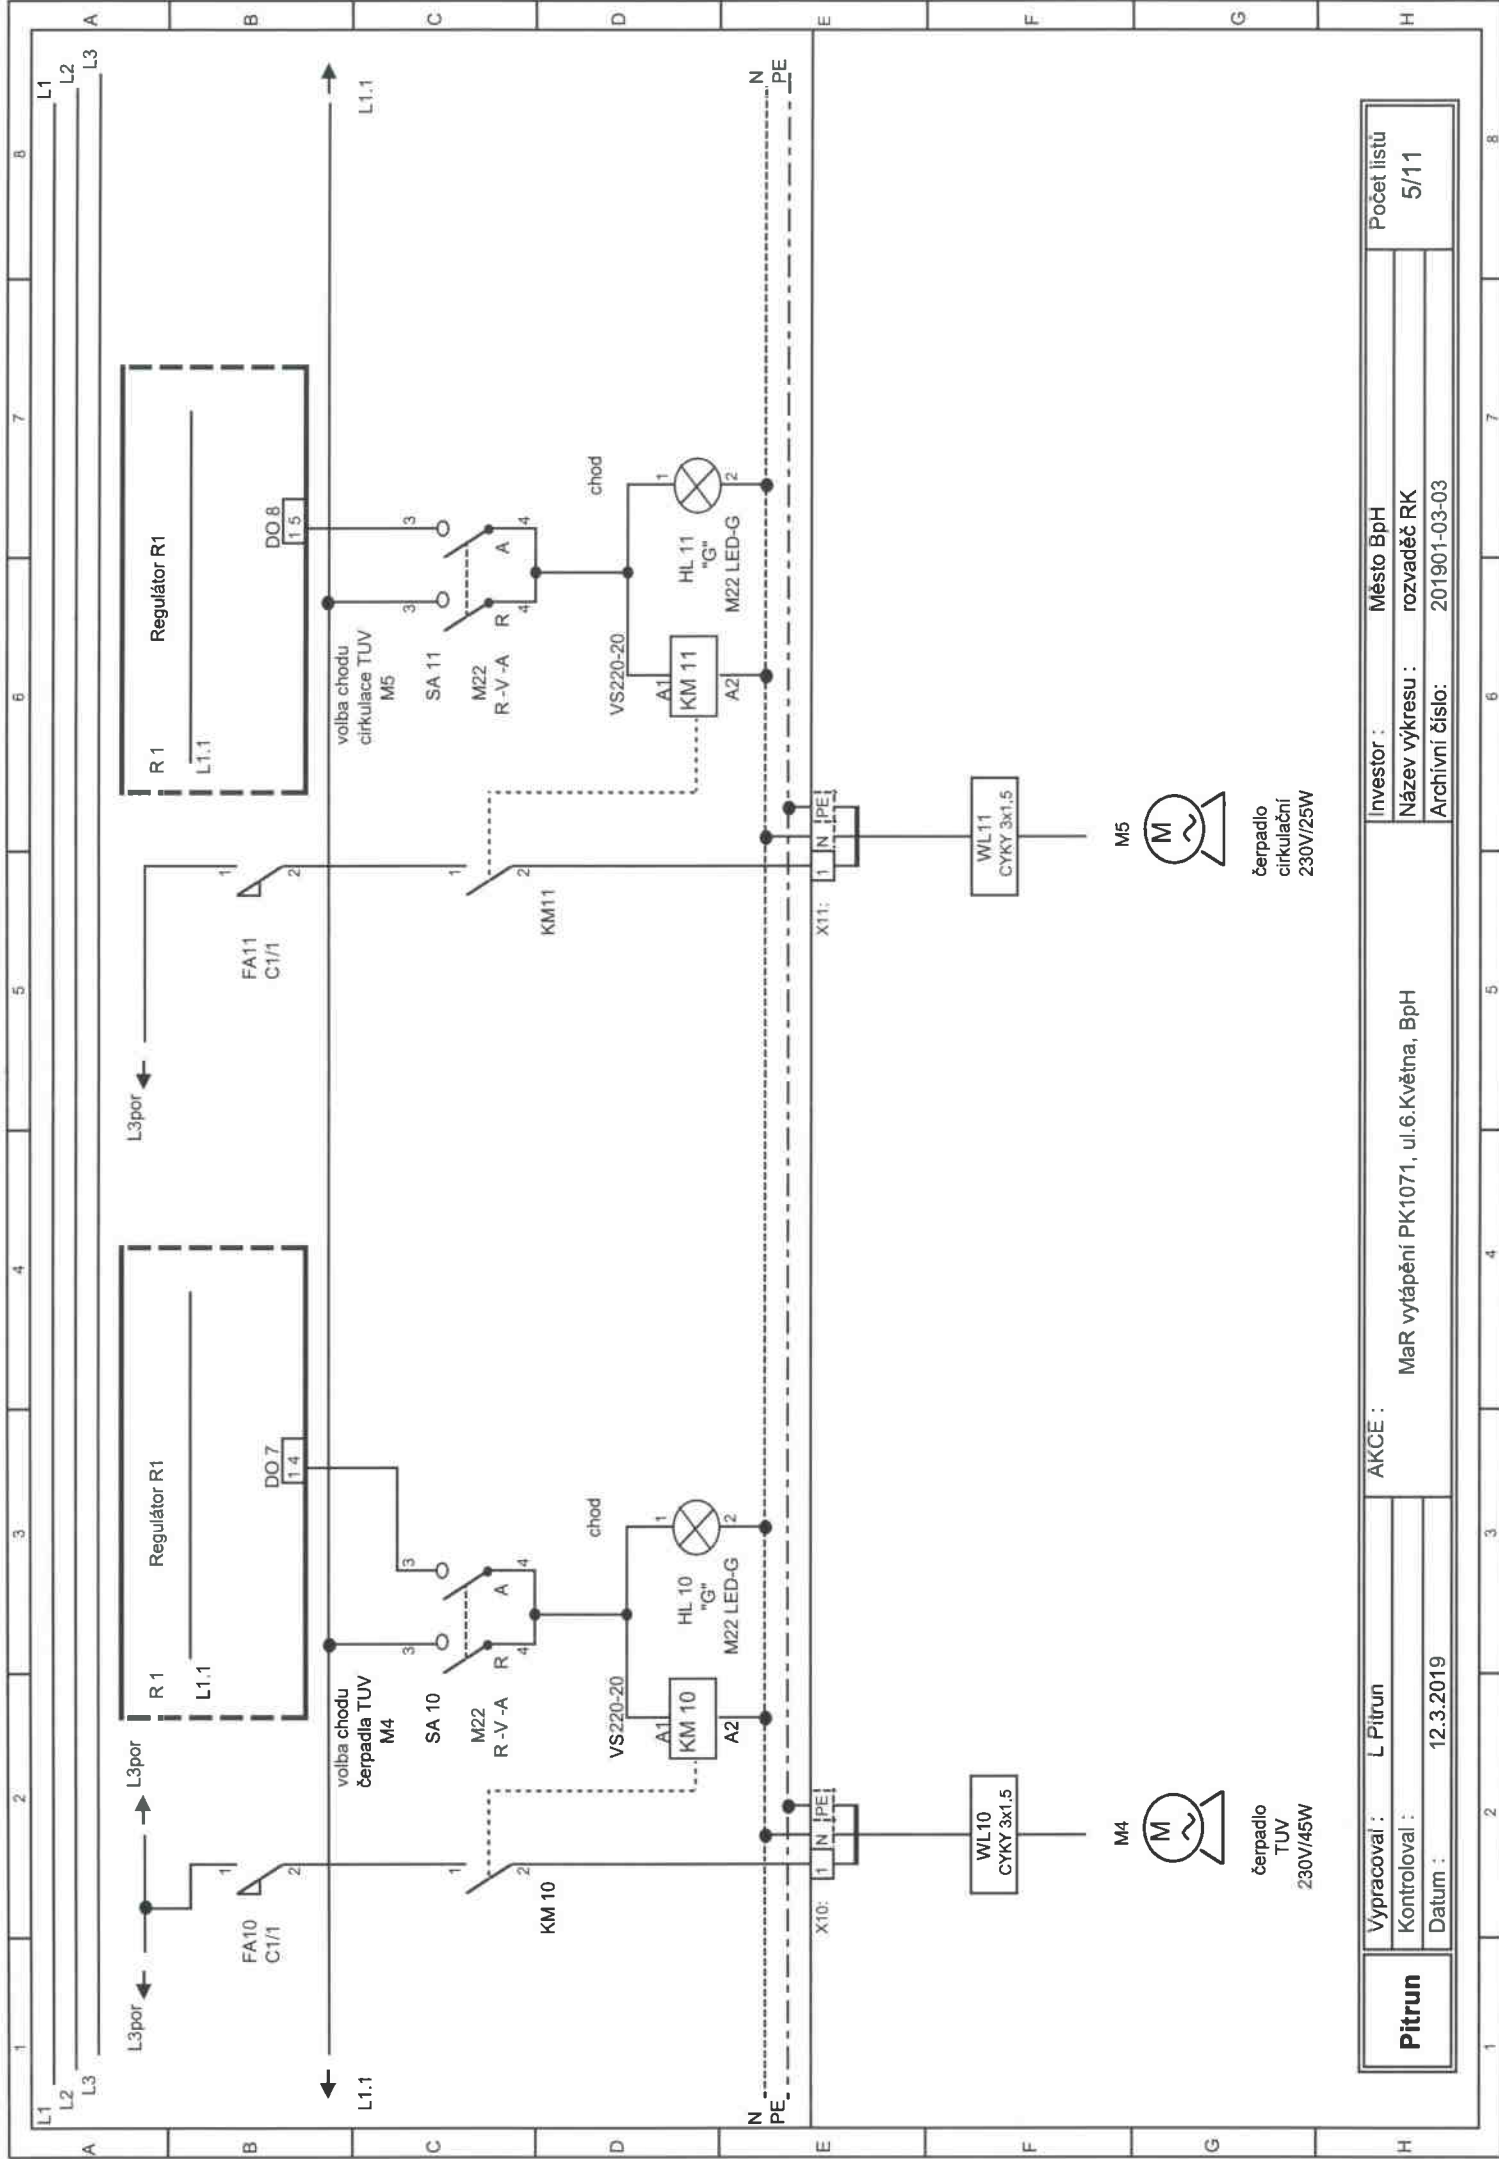 1 2 3 4 5 6 7 8
A
B
C
D
E
F
G
H
L1
L2
L3
L1
L2
L3
L3por
L3por
FA10
C1/1
1
2
R 1
Regulátor R1
L1.1
DO 7
1 4
L3por
FA11
C1/1
1
2
R 1
Regulátor R1
L1.1
DO 8
1 5
L1.1
L1.1
volba chodu
čerpadla TUV
M4
SA 10
M22
R -V -A
3
3
R
A
4
4
1
2
KM 10
VS220-20
A1
KM 10
A2
chod
1
2
HL 10
"G"
M22 LED-G
volba chodu
cirkulace TUV
M5
SA 11
M22
R -V -A
3
3
R
A
4
4
1
2
KM11
VS220-20
A1
KM 11
A2
chod
1
2
HL 11
"G"
M22 LED-G
N
PE
N
PE
X10:
1 N PE
WL10
CYKY 3x1.5
M4
M
čerpadlo
TUV
230V/45W
X11:
1 N PE
WL11
CYKY 3x1.5
M5
M
čerpadlo
cirkulační
230V/25W
Pitrun
Vypracoval : L Pitrun
Kontroloval :
Datum : 12.3.2019
AKCE :
MaR vytápění PK1071, ul.6.Května, BpH
Investor : Město BpH
Název výkresu : rozvaděč RK
Archivní číslo: 201901-03-03
Počet listů
5/11
A
B
C
D
E
F
G
H
1 2 3 4 5 6 7 8